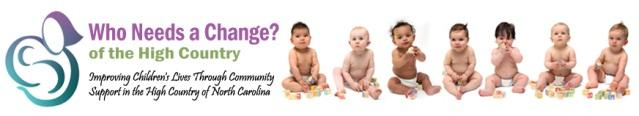 Who Needs a Change?
of the High Country
Improving Children's Lives Through Community
Support in the High Country of North Carolina